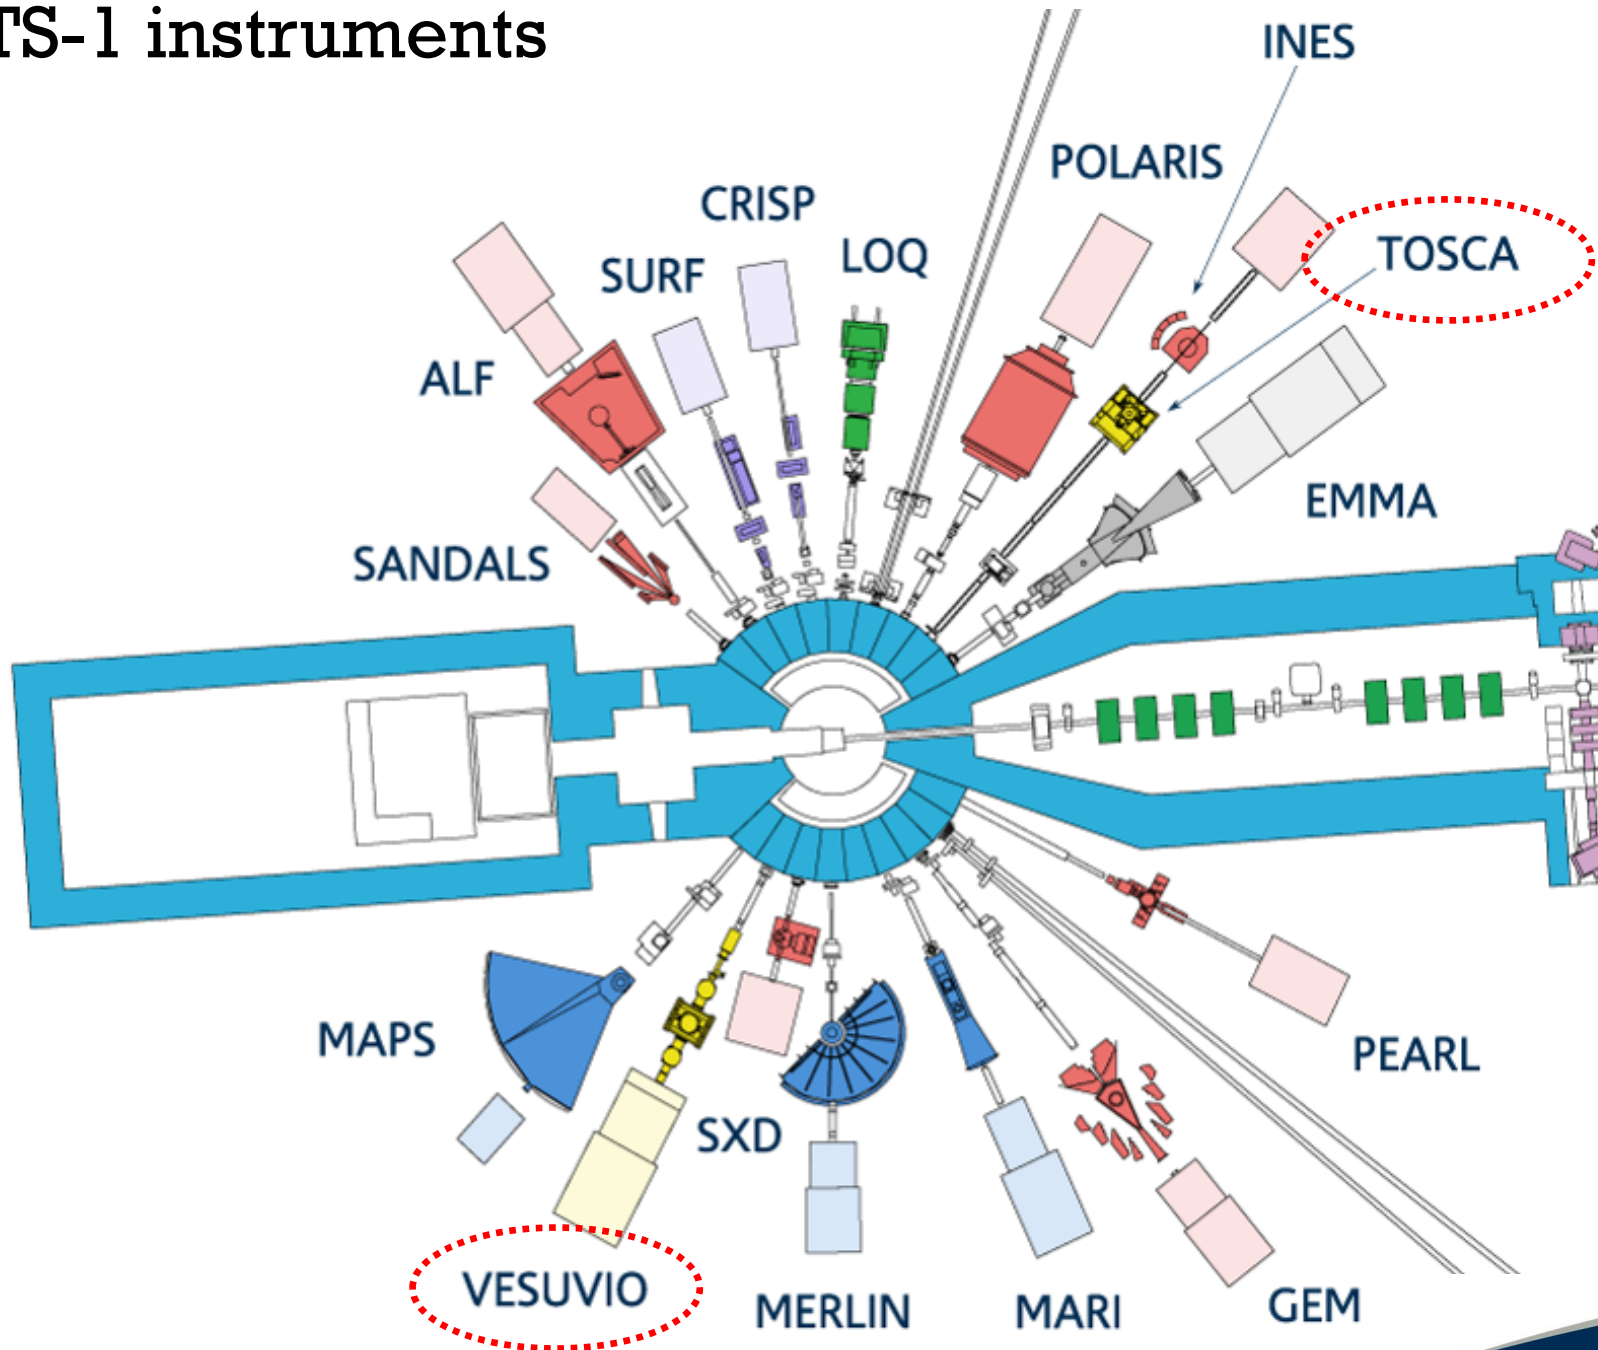 TS-1 instruments
INES
POLARIS
CRISP
TOSCA
LOQ
SURF
ALF
EMMA
SANDALS
MAPS
PEARL
SXD
VESUVIO
MERLIN
MARI
GEM